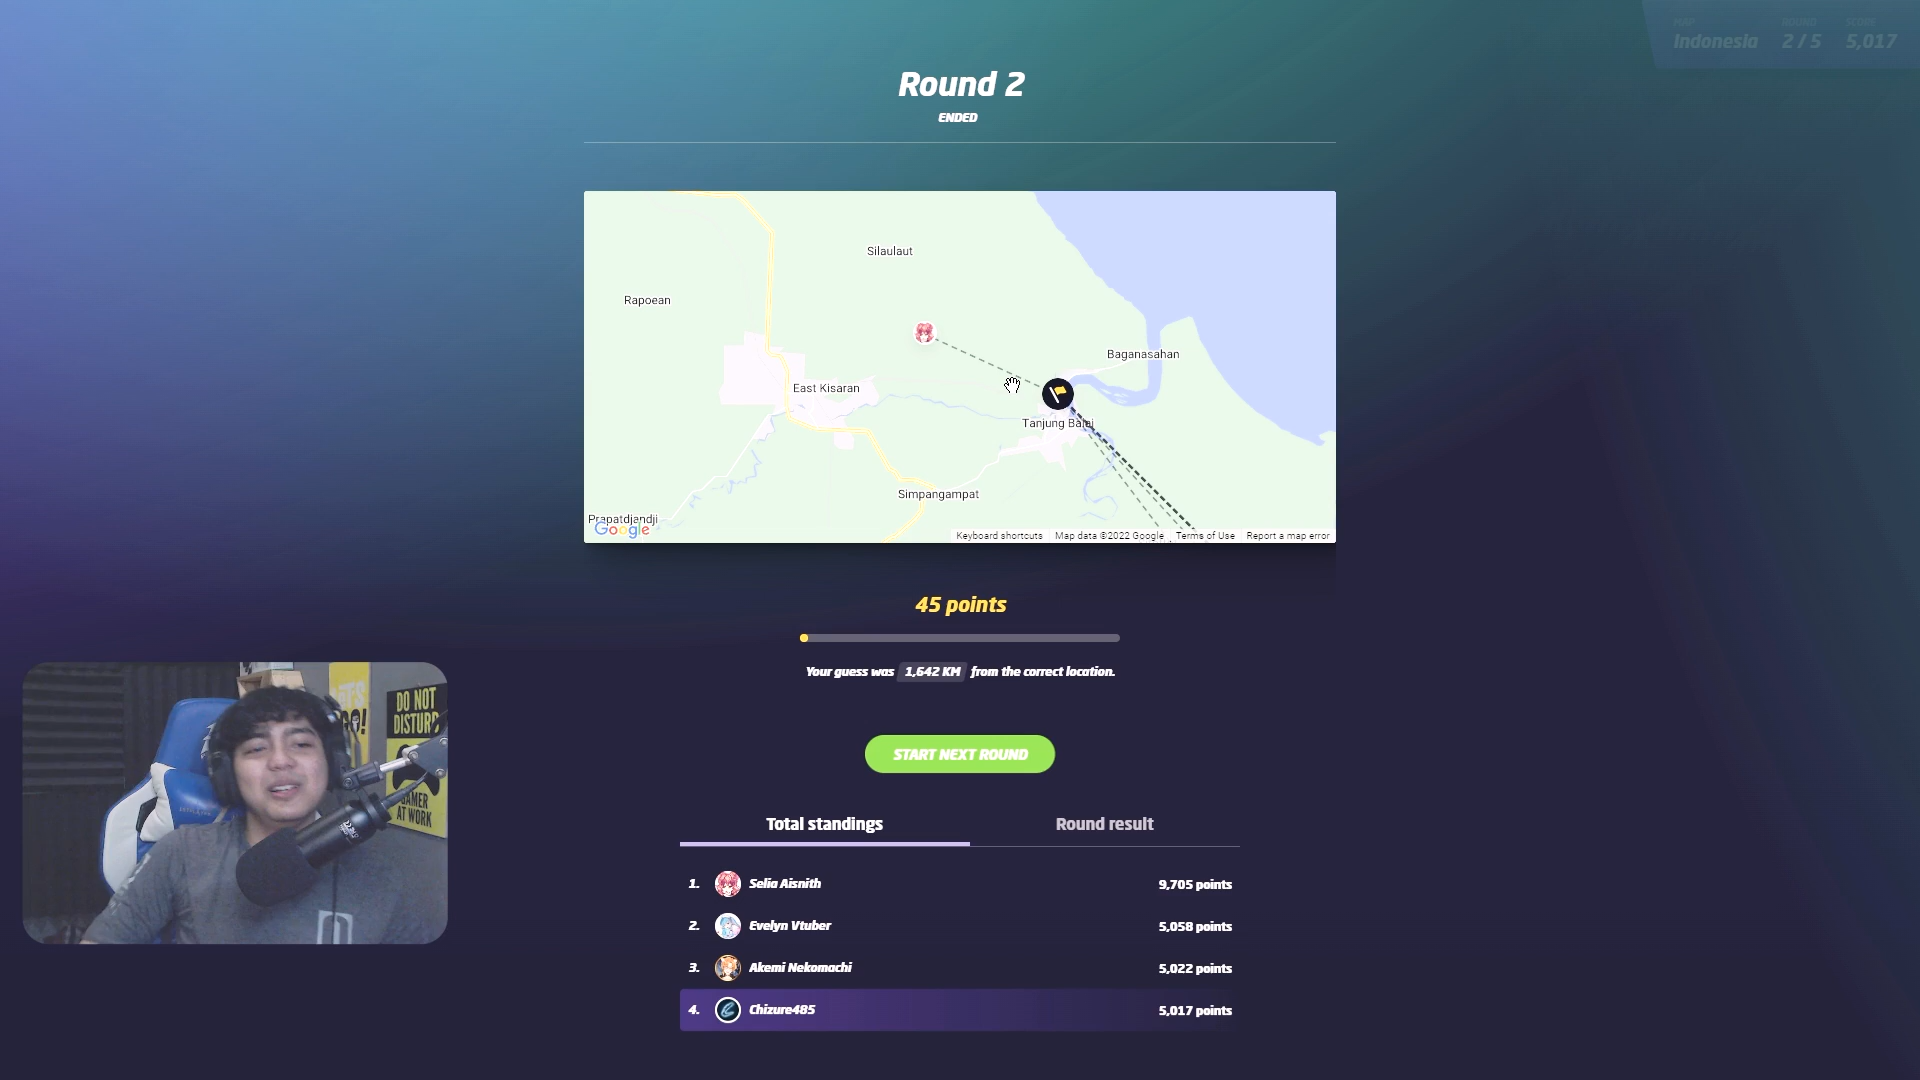 MAP
Indonesia
ROUND
2 / 5
SCORE
5,017
Round 2
ENDED
Silaulaut
Rapoean
Baganasahan
East Kisaran
Tanjung Balai
Simpangampat
Prapatdjandji
Google
Keyboard shortcuts
Map data ©2022 Google
Terms of Use
Report a map error
45 points
Your guess was 1,642 KM from the correct location.
START NEXT ROUND
DO NOT
DISTURB
GAMER
AT WORK
Total standings
Round result
1. Selia Aisnith 9,705 points
2. Evelyn Vtuber 5,058 points
3. Akemi Nekomachi 5,022 points
4. Chizure485 5,017 points